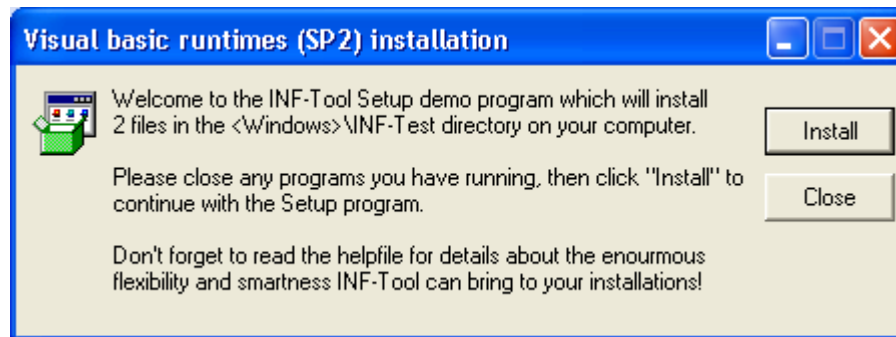 Visual basic runtimes (SP2) installation
Welcome to the INF-Tool Setup demo program which will install
2 files in the <Windows>\INF-Test directory on your computer.
Install
Please close any programs you have running, then click "Install" to
continue with the Setup program.
Close
Don't forget to read the helpfile for details about the enourmous
flexibility and smartness INF-Tool can bring to your installations!